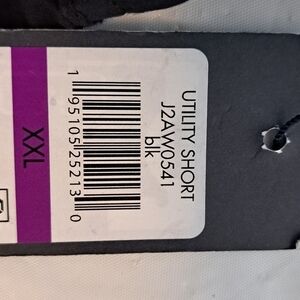 UTILITY SHORT
J2AW0541
blk
1 95105 25213 0
XXL